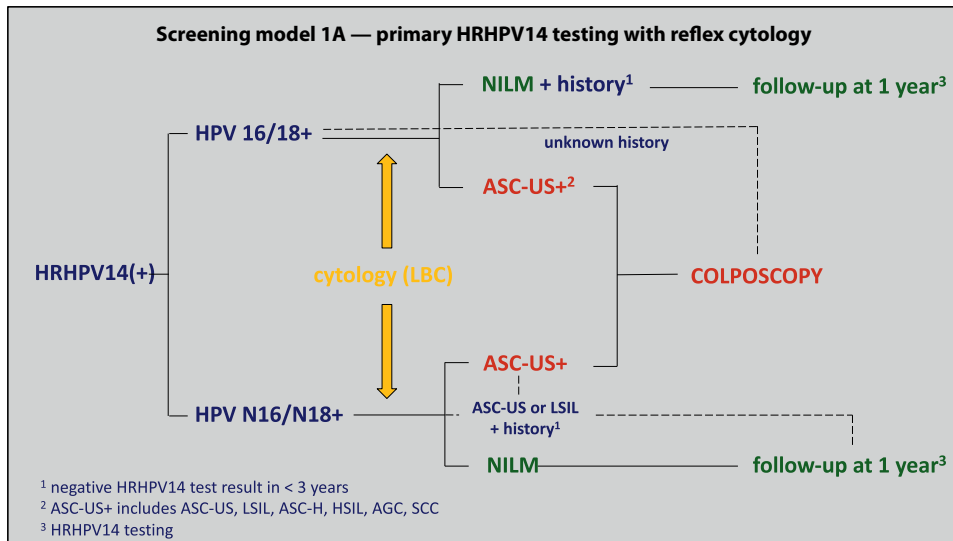 Screening model 1A — primary HRHPV14 testing with reflex cytology
NILM + history¹
follow-up at 1 year³
HPV 16/18+
unknown history
ASC-US+²
HRHPV14(+)
cytology (LBC)
COLPOSCOPY
ASC-US+
HPV N16/N18+
ASC-US or LSIL
+ history¹
NILM
follow-up at 1 year³
¹ negative HRHPV14 test result in < 3 years
² ASC-US+ includes ASC-US, LSIL, ASC-H, HSIL, AGC, SCC
³ HRHPV14 testing